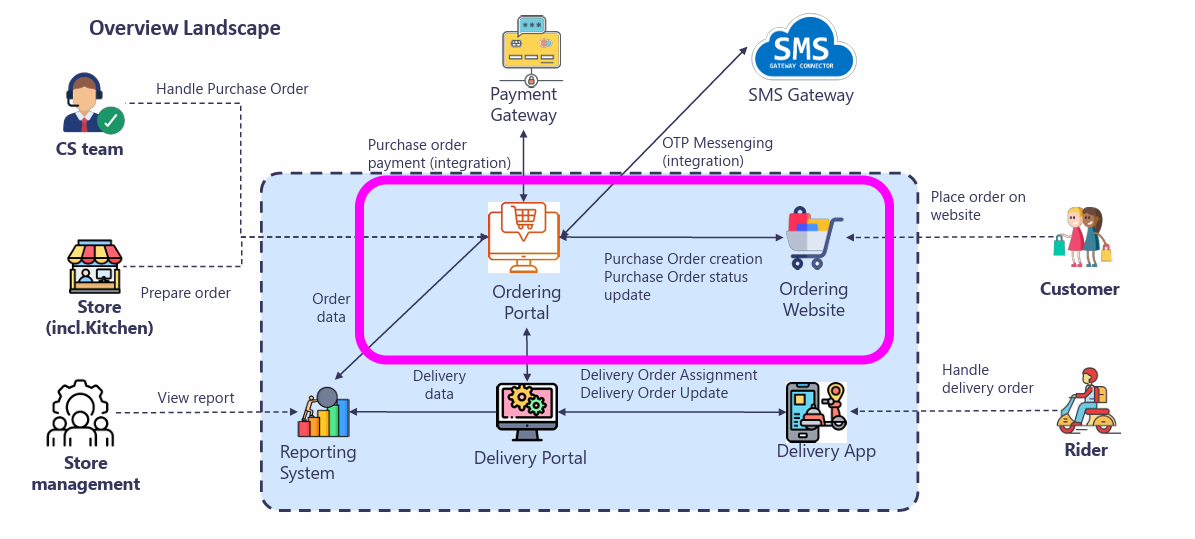 Overview Landscape
SMS
GATEWAY CONNECTOR
SMS Gateway
Payment
Gateway
Handle Purchase Order
CS team
Purchase order
payment (integration)
OTP Messenging
(integration)
Place order on
website
Customer
Prepare order
Store
(incl.Kitchen)
Order
data
Ordering
Portal
Purchase Order creation
Purchase Order status
update
Ordering
Website
View report
Store
management
Reporting
System
Delivery
data
Delivery Portal
Delivery Order Assignment
Delivery Order Update
Delivery App
Handle
delivery order
Rider